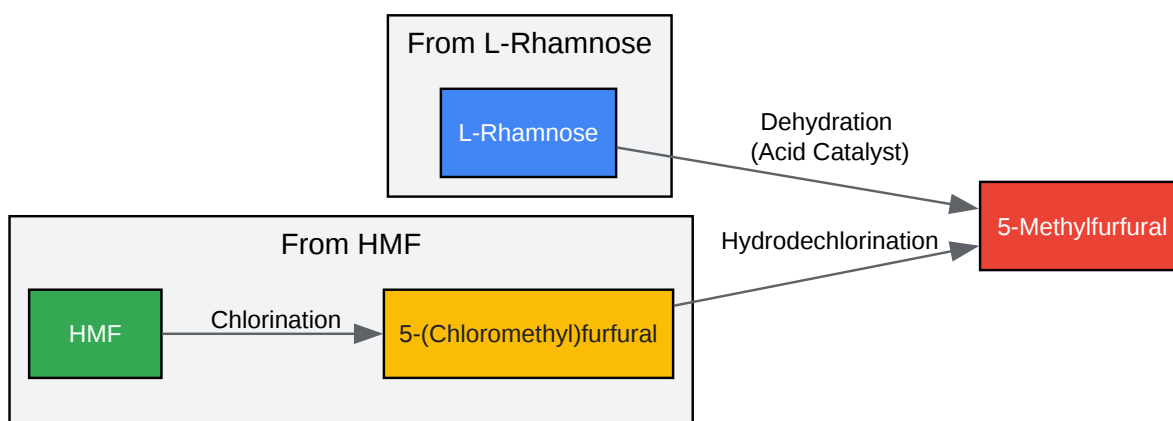 From L-Rhamnose
L-Rhamnose
Dehydration
(Acid Catalyst)
5-Methylfurfural
From HMF
Hydrodechlorination
HMF
Chlorination
5-(Chloromethyl)furfural